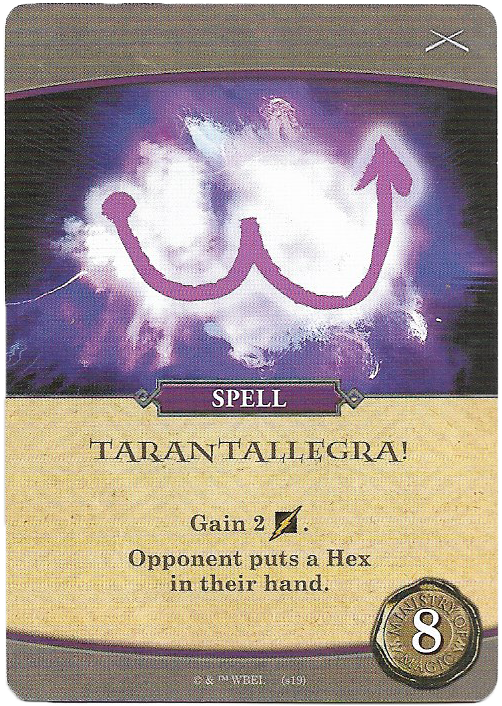 SPELL
TARANTALLEGRA!
Gain 2 .
Opponent puts a Hex
in their hand.
MINISTRY OF
MAGIC
8
© & ™ WBEI. (s19)